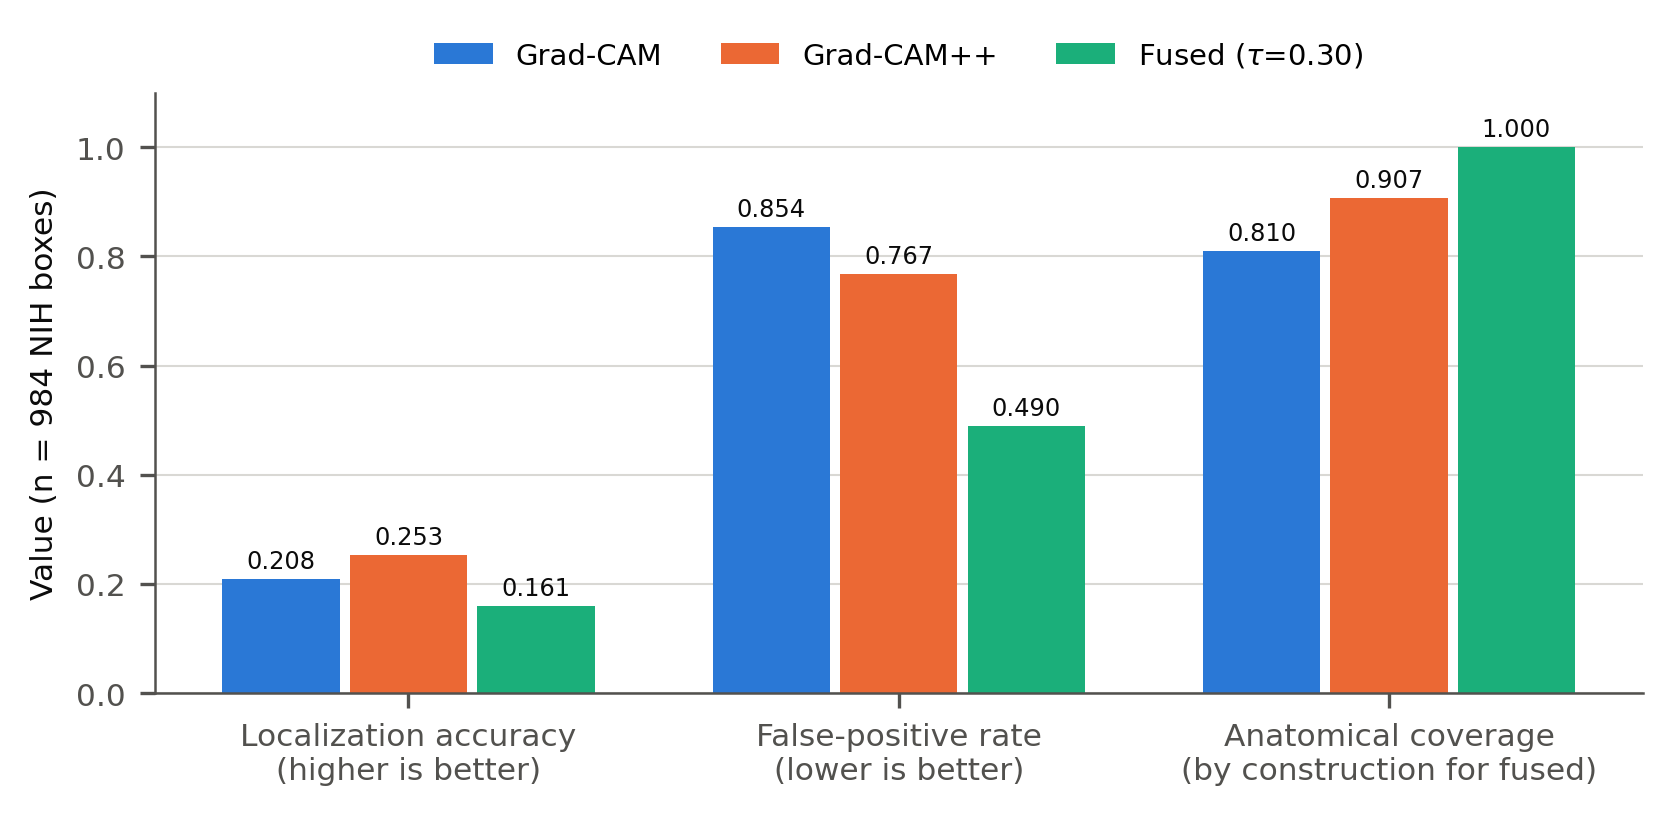 Grad-CAM
Grad-CAM++
Fused (τ=0.30)
Value (n = 984 NIH boxes)
1.0
0.8
0.6
0.4
0.2
0.0
0.208
0.253
0.161
0.854
0.767
0.490
0.810
0.907
1.000
Localization accuracy
(higher is better)
False-positive rate
(lower is better)
Anatomical coverage
(by construction for fused)